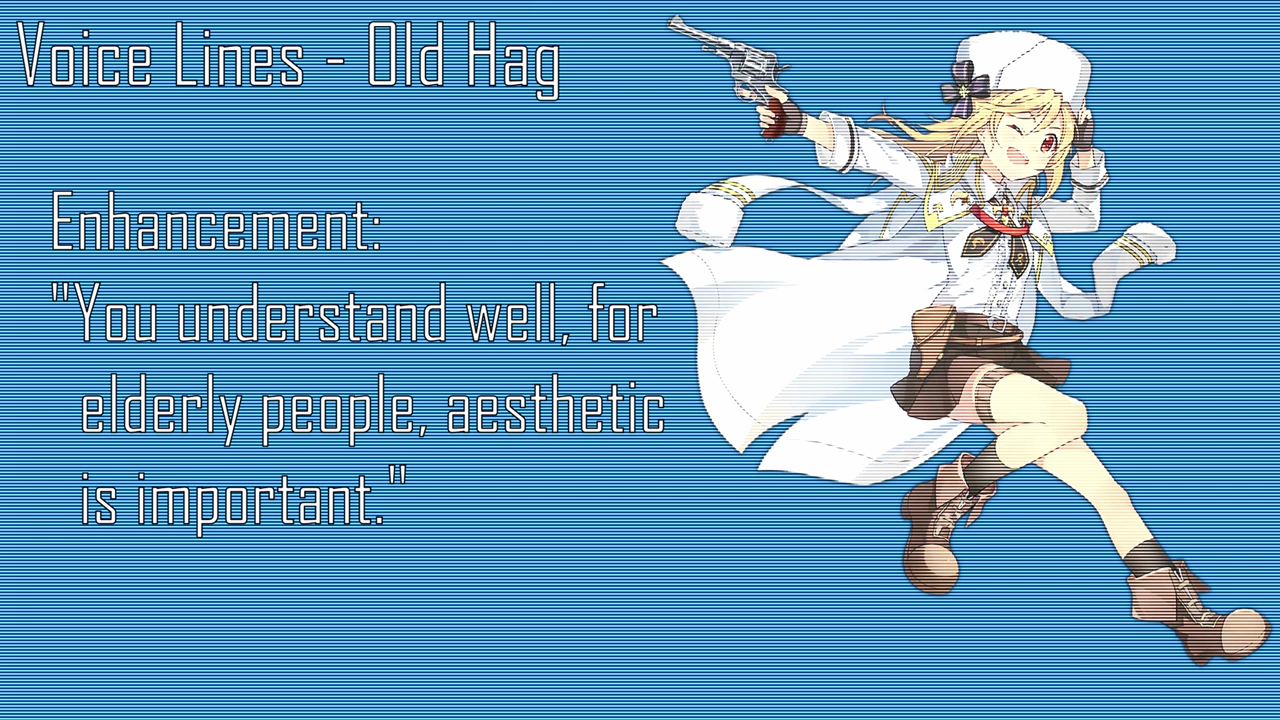 Voice Lines - Old Hag
Enhancement:
"You understand well, for
elderly people, aesthetic
is important."